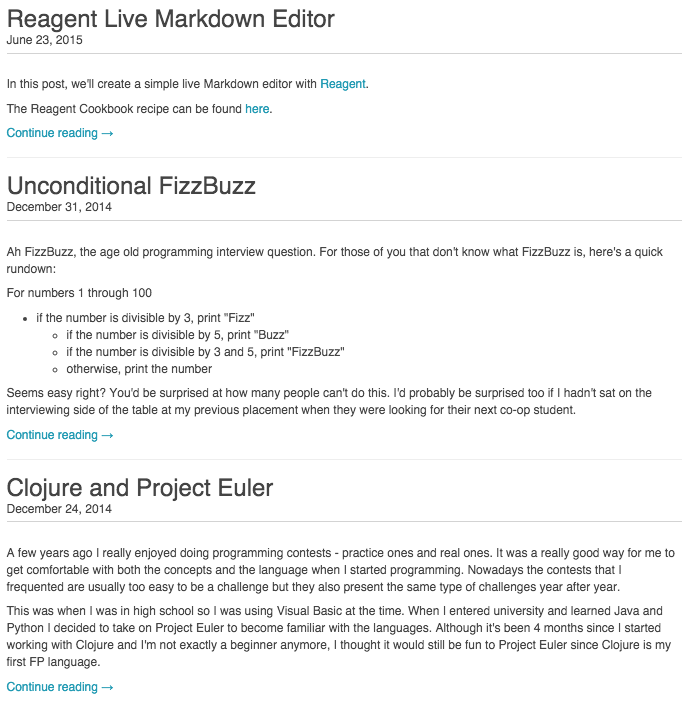 Reagent Live Markdown Editor
June 23, 2015
In this post, we'll create a simple live Markdown editor with Reagent.
The Reagent Cookbook recipe can be found here.
Continue reading →
Unconditional FizzBuzz
December 31, 2014
Ah FizzBuzz, the age old programming interview question. For those of you that don't know what FizzBuzz is, here's a quick
rundown:
For numbers 1 through 100
• if the number is divisible by 3, print "Fizz"
◦ if the number is divisible by 5, print "Buzz"
◦ if the number is divisible by 3 and 5, print "FizzBuzz"
◦ otherwise, print the number
Seems easy right? You'd be surprised at how many people can't do this. I'd probably be surprised too if I hadn't sat on the
interviewing side of the table at my previous placement when they were looking for their next co-op student.
Continue reading →
Clojure and Project Euler
December 24, 2014
A few years ago I really enjoyed doing programming contests - practice ones and real ones. It was a really good way for me to
get comfortable with both the concepts and the language when I started programming. Nowadays the contests that I
frequented are usually too easy to be a challenge but they also present the same type of challenges year after year.
This was when I was in high school so I was using Visual Basic at the time. When I entered university and learned Java and
Python I decided to take on Project Euler to become familiar with the languages. Although it's been 4 months since I started
working with Clojure and I'm not exactly a beginner anymore, I thought it would still be fun to Project Euler since Clojure is my
first FP language.
Continue reading →